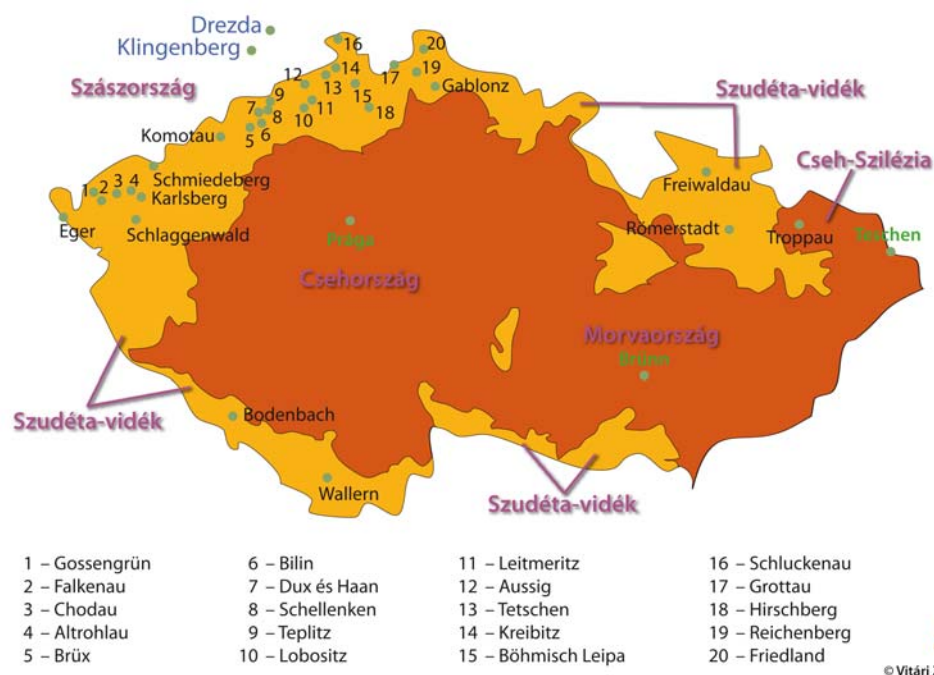 Drezda
Klingenberg
Szászország
16
20
12
14
17
19
13
Gablonz
9
15
7
8
11
18
10
5
6
Komotau
Szudéta-vidék
Cseh-Szilézia
Schmiedeberg
1
2
3
4
Karlsberg
Freiwaldau
Eger
Schlaggenwald
Prága
Römerstadt
Troppau
Teschen
Csehország
Morvaország
Brünn
Szudéta-vidék
Bodenbach
Wallern
Szudéta-vidék
1 – Gossengrün
2 – Falkenau
3 – Chodau
4 – Altrohlau
5 – Brüx
6 – Bilin
7 – Dux és Haan
8 – Schellenken
9 – Teplitz
10 – Lobositz
11 – Leitmeritz
12 – Aussig
13 – Tetschen
14 – Kreibitz
15 – Böhmisch Leipa
16 – Schluckenau
17 – Grottau
18 – Hirschberg
19 – Reichenberg
20 – Friedland
© Vitári